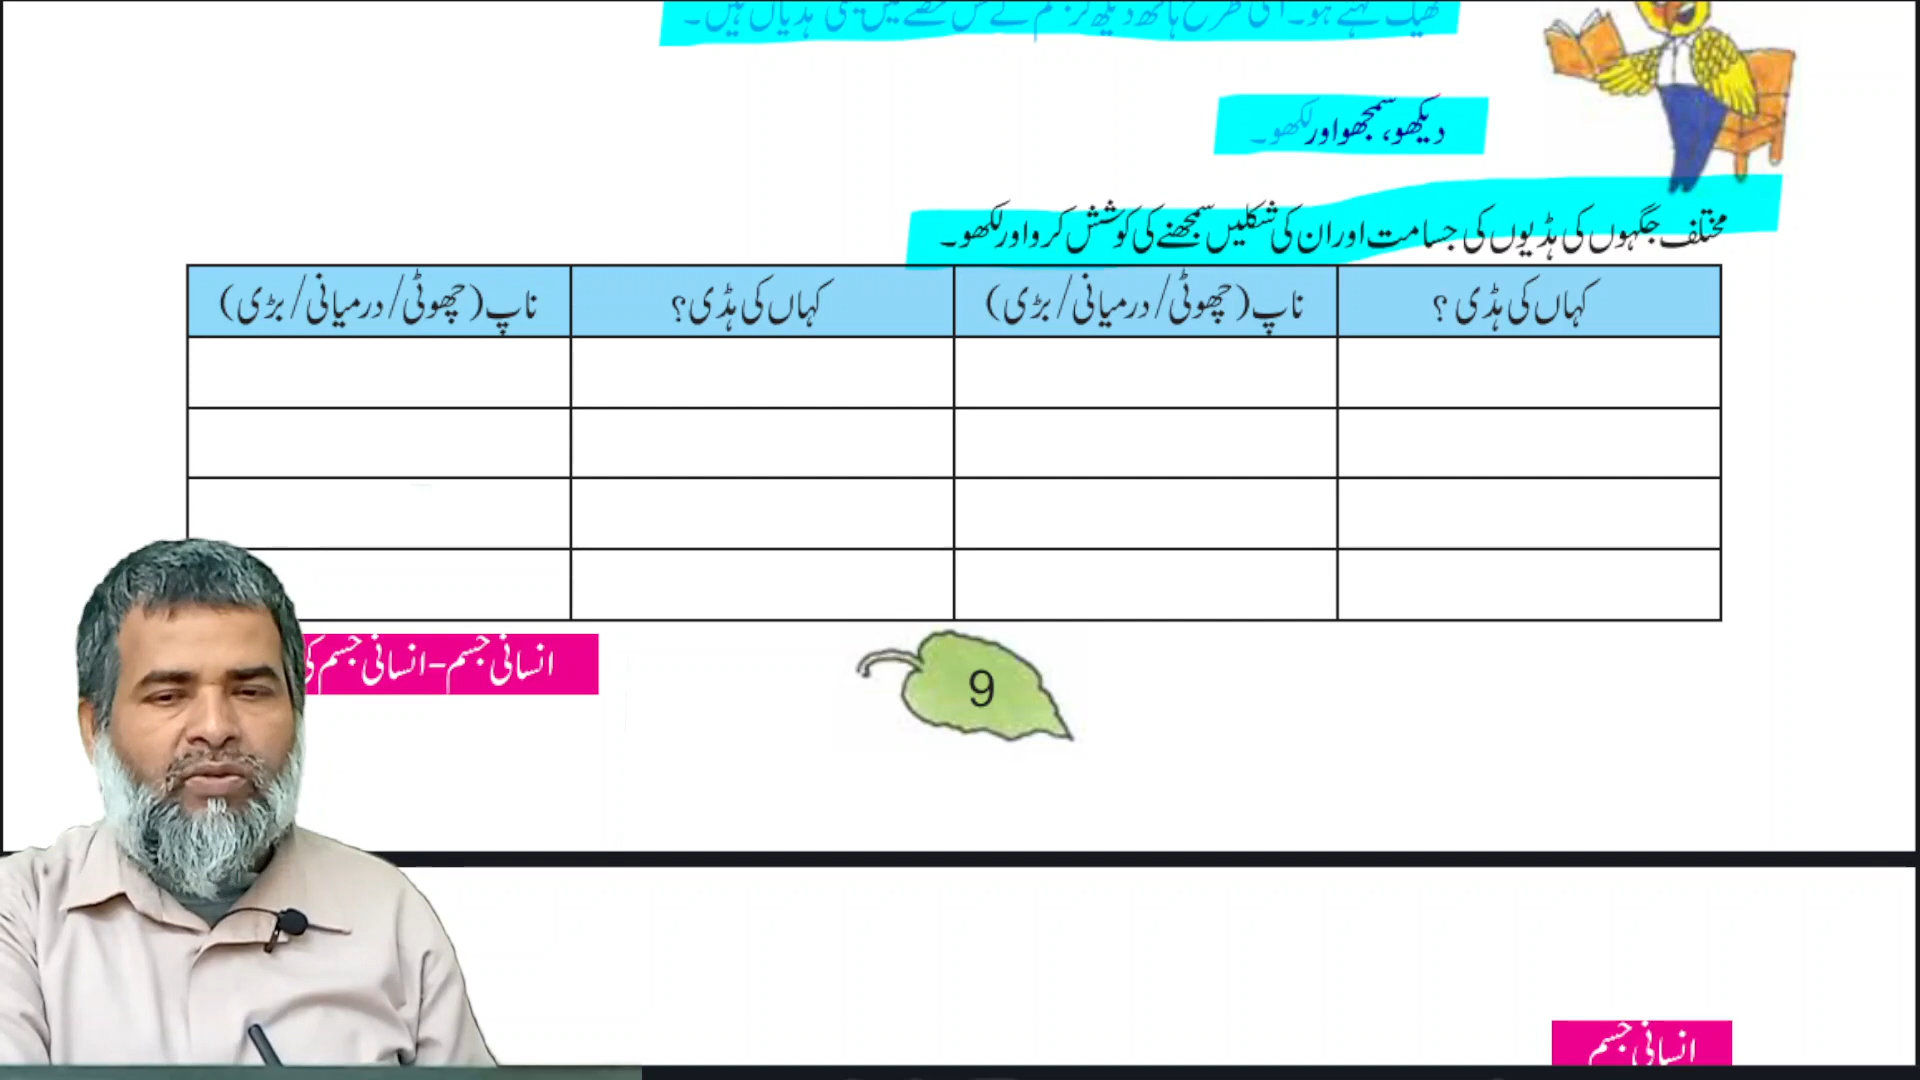 دیکھو، سمجھو اور لکھو۔
مختلف جگہوں کی ہڈیوں کی جسامت اور ان کی شکلیں سمجھنے کی کوشش کرو اور لکھو۔
کہاں کی ہڈی ؟ ناپ (چھوٹی/ درمیانی/ بڑی) کہاں کی ہڈی؟ ناپ (چھوٹی/ درمیانی/ بڑی)
انسانی جسم-انسانی جسم کی
9
انسانی جسم